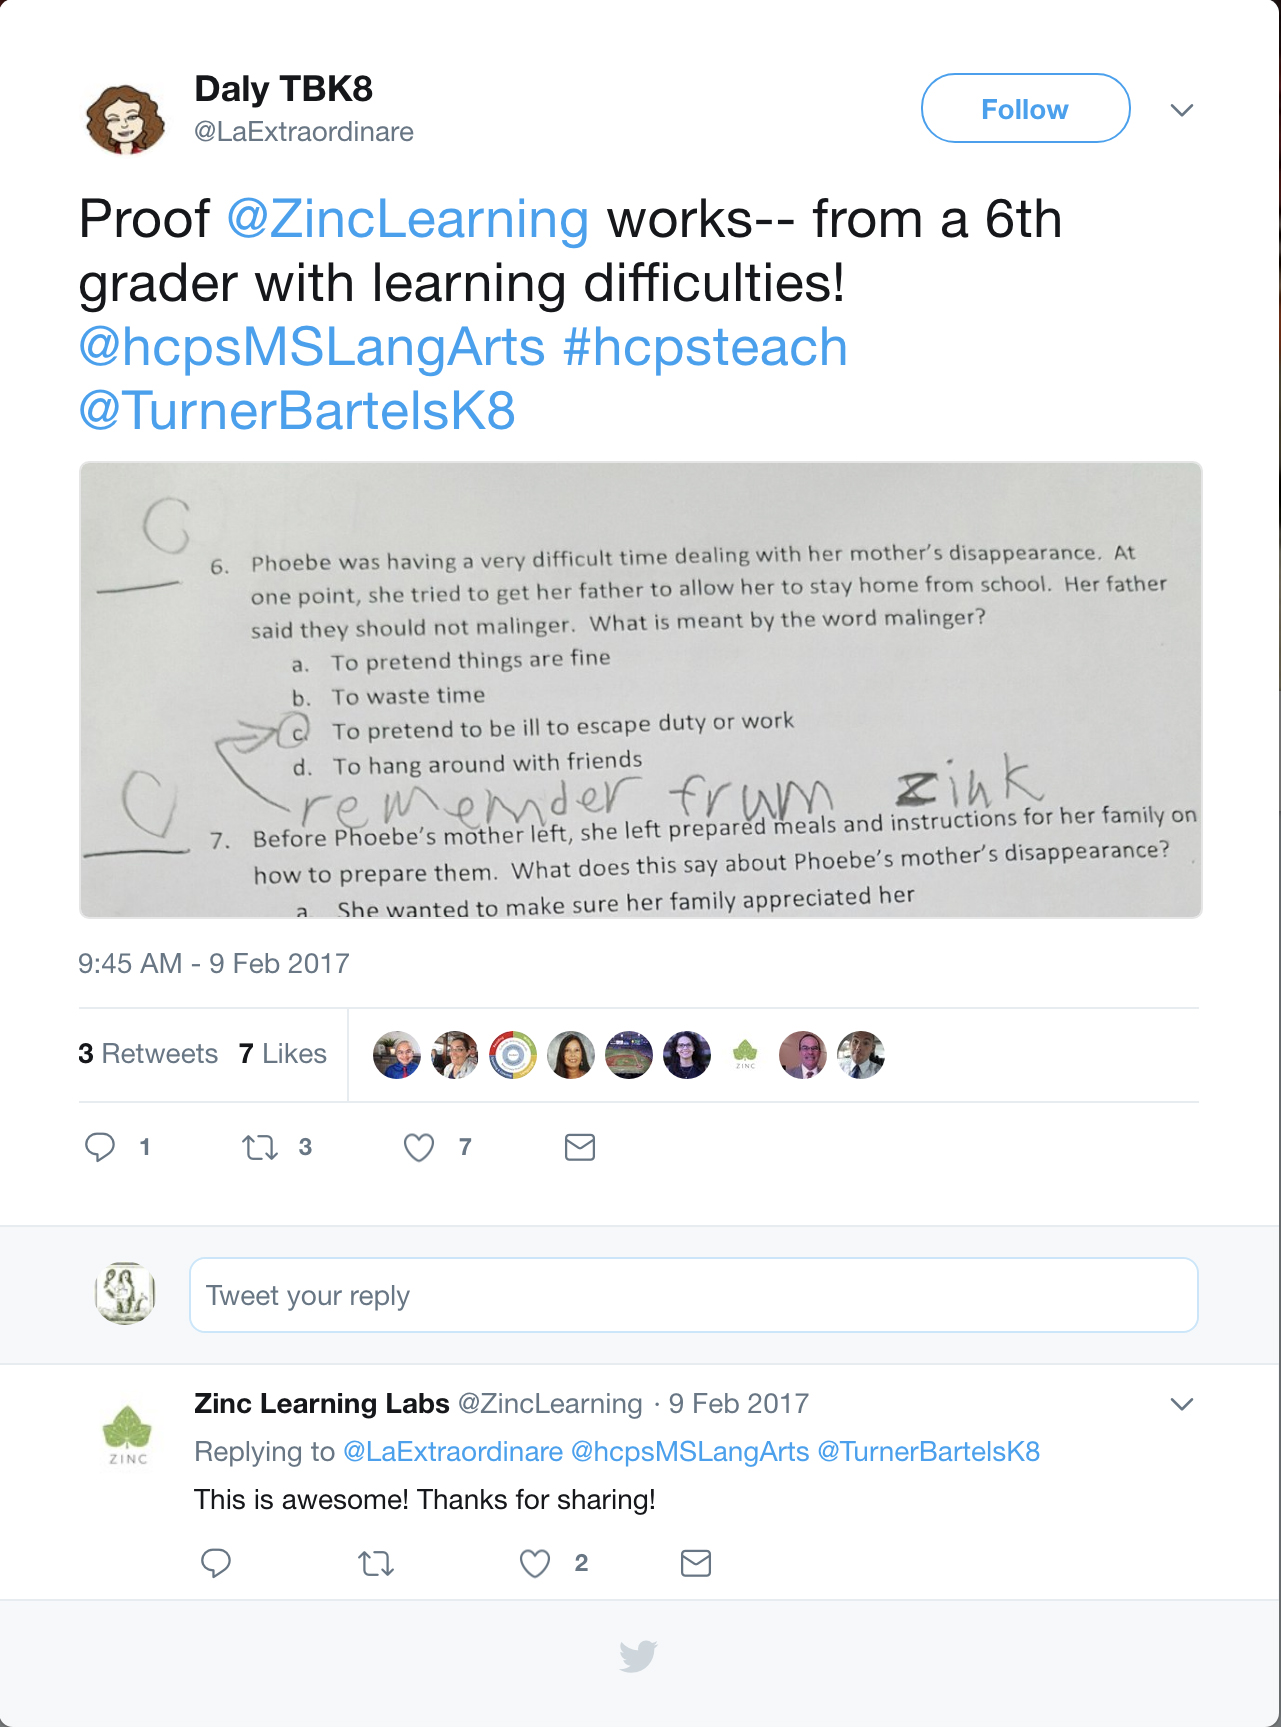 Daly TBK8
@LaExtraordinare
Follow
Proof @ZincLearning works-- from a 6th
grader with learning difficulties!
@hcpsMSLangArts #hcpsteach
@TurnerBartelsK8
C
6. Phoebe was having a very difficult time dealing with her mother's disappearance. At
one point, she tried to get her father to allow her to stay home from school. Her father
said they should not malinger. What is meant by the word malinger?
a. To pretend things are fine
b. To waste time
c. To pretend to be ill to escape duty or work
d. To hang around with friends
remember frum zink
7. Before Phoebe's mother left, she left prepared meals and instructions for her family on
how to prepare them. What does this say about Phoebe's mother's disappearance?
a. She wanted to make sure her family appreciated her
9:45 AM - 9 Feb 2017
3 Retweets 7 Likes
ZINC
1 3 7
Tweet your reply
Zinc Learning Labs @ZincLearning · 9 Feb 2017
ZINC
Replying to @LaExtraordinare @hcpsMSLangArts @TurnerBartelsK8
This is awesome! Thanks for sharing!
2